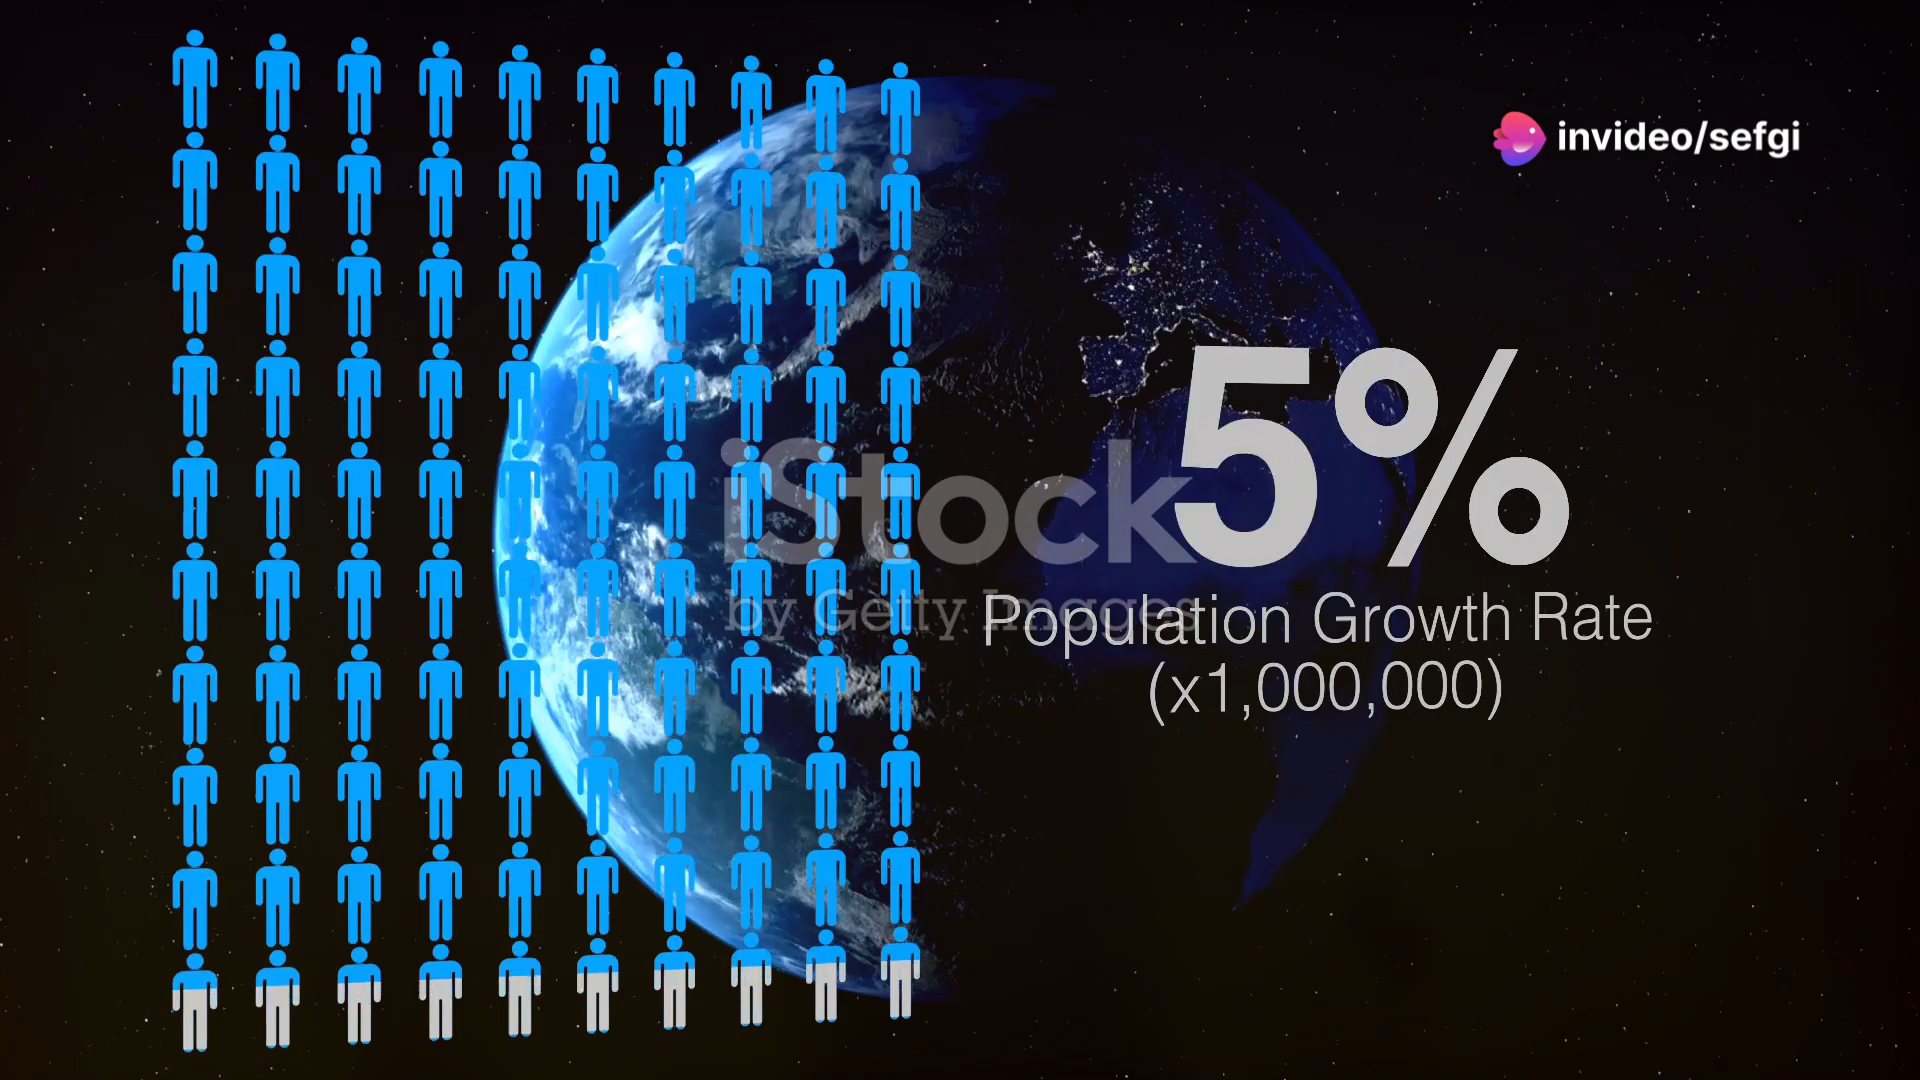 invideo/sefgi
5%
iStock
by Getty Images
Population Growth Rate
(x1,000,000)